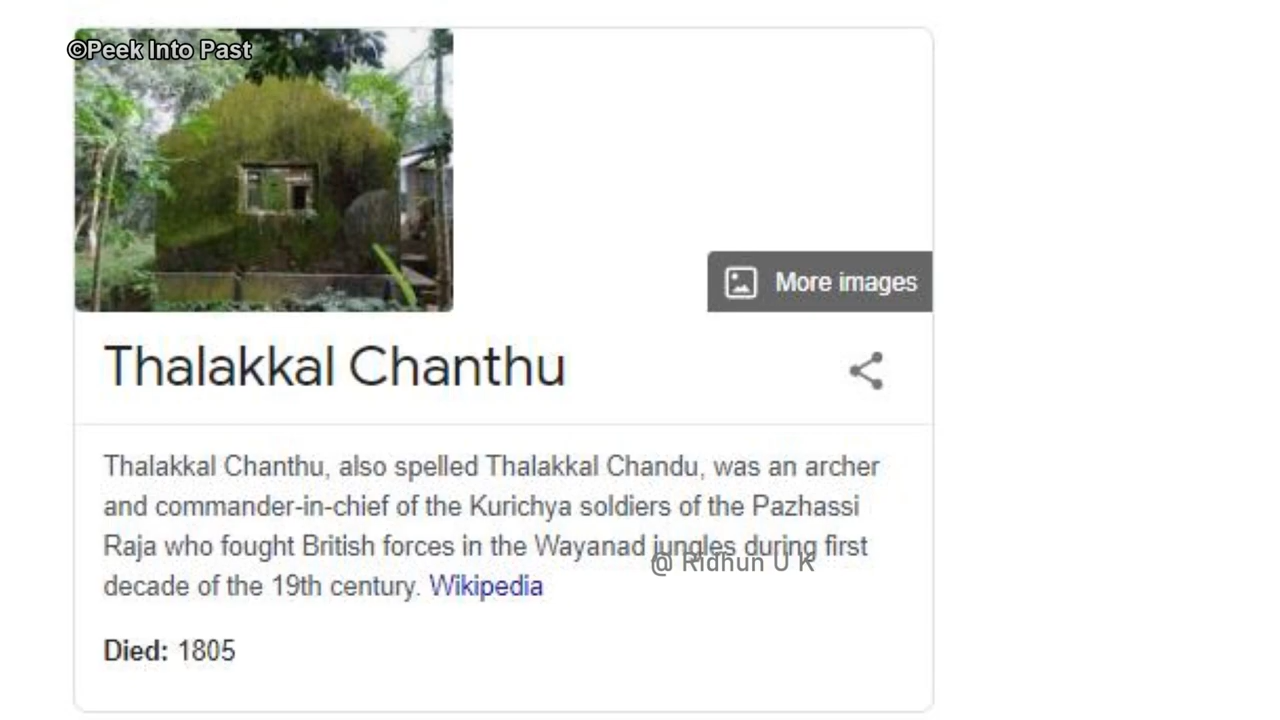 ©Peek Into Past
More images
Thalakkal Chanthu
Thalakkal Chanthu, also spelled Thalakkal Chandu, was an archer
and commander-in-chief of the Kurichya soldiers of the Pazhassi
Raja who fought British forces in the Wayanad jungles during first
@ Ridhun U K
decade of the 19th century. Wikipedia
Died: 1805